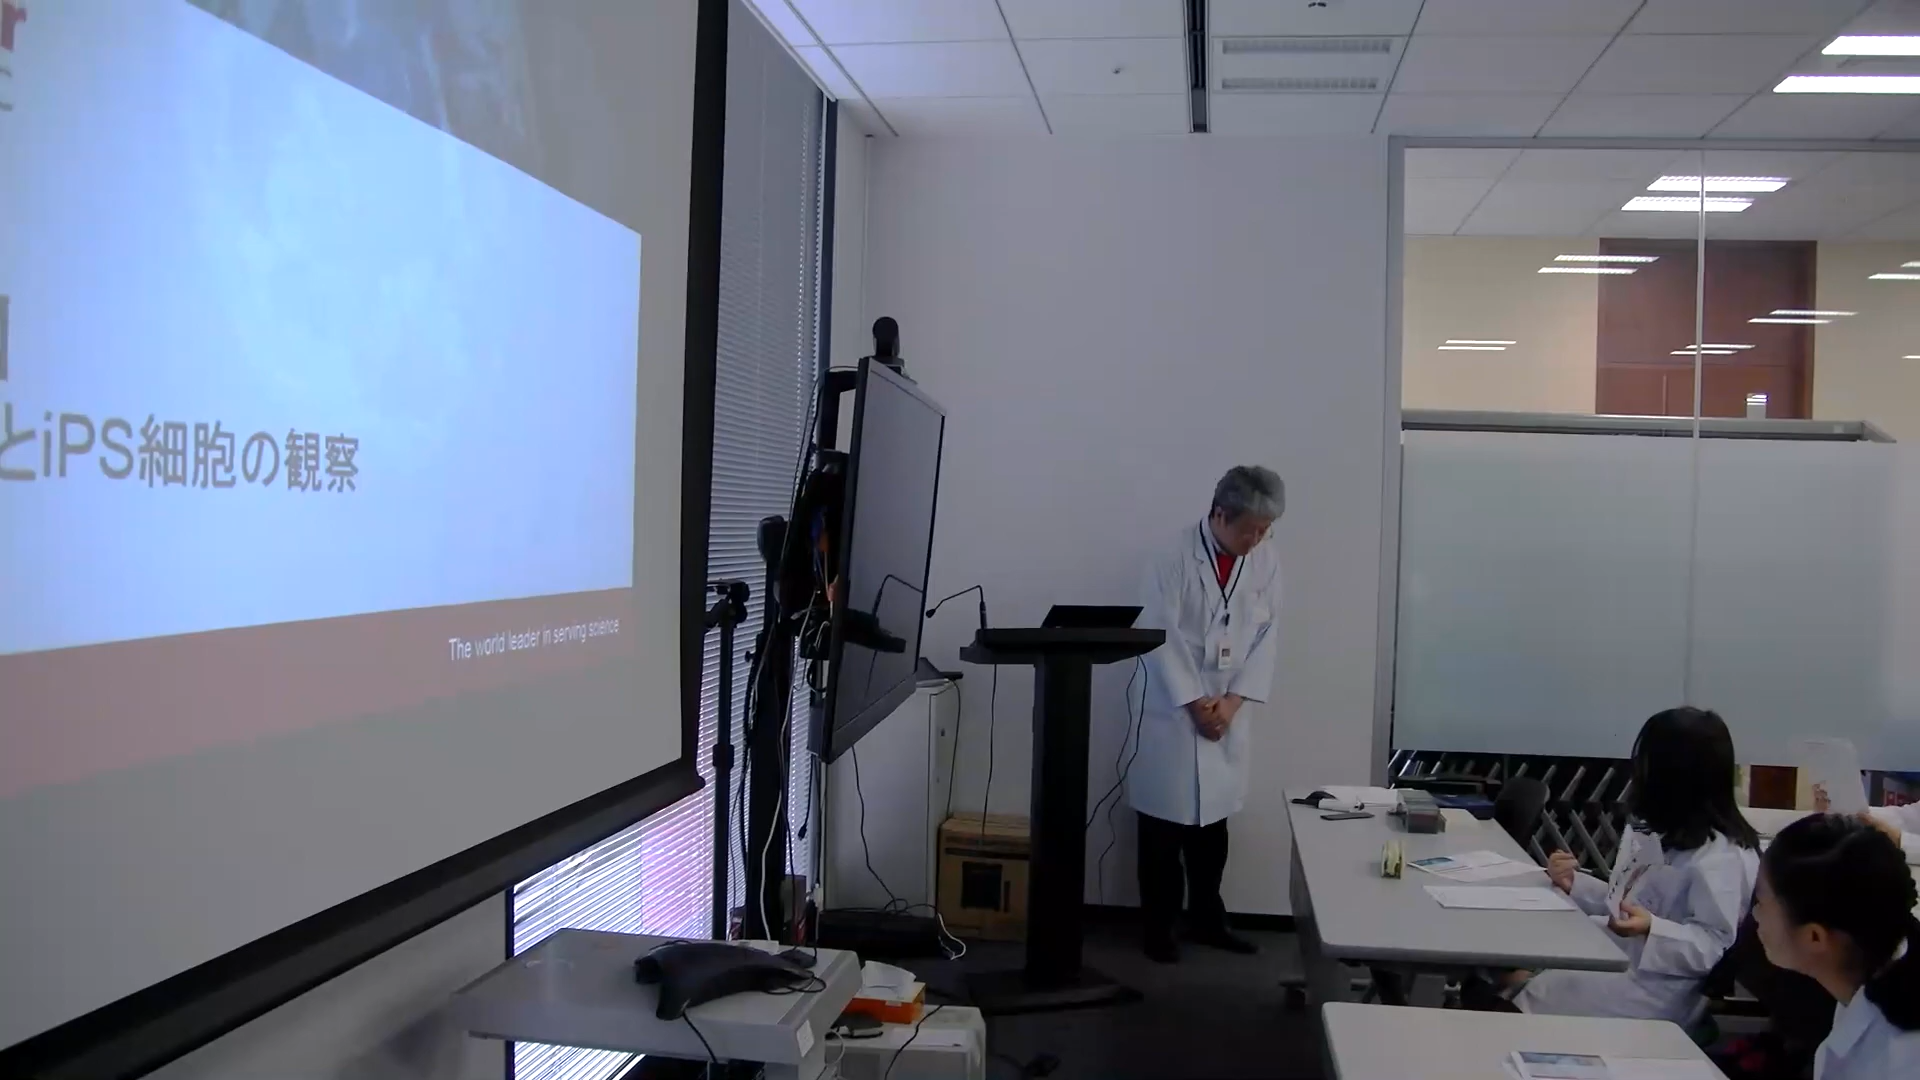 r
とiPS細胞の観察
The world leader in serving science